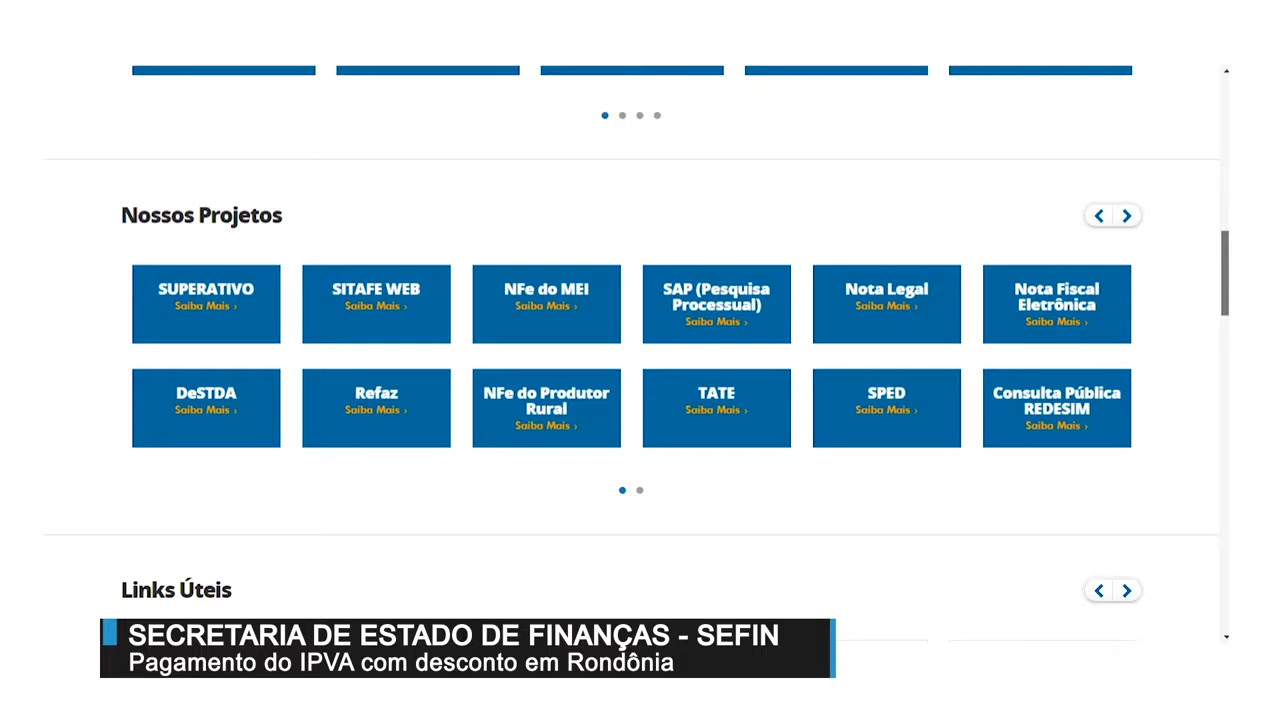 Nossos Projetos
SUPERATIVO
Saiba Mais ›
SITAFE WEB
Saiba Mais ›
NFe do MEI
Saiba Mais ›
SAP (Pesquisa
Processual)
Saiba Mais ›
Nota Legal
Saiba Mais ›
Nota Fiscal
Eletrônica
Saiba Mais ›
DeSTDA
Saiba Mais ›
Refaz
Saiba Mais ›
NFe do Produtor
Rural
Saiba Mais ›
TATE
Saiba Mais ›
SPED
Saiba Mais ›
Consulta Pública
REDESIM
Saiba Mais ›
Links Úteis
SECRETARIA DE ESTADO DE FINANÇAS - SEFIN
Pagamento do IPVA com desconto em Rondônia